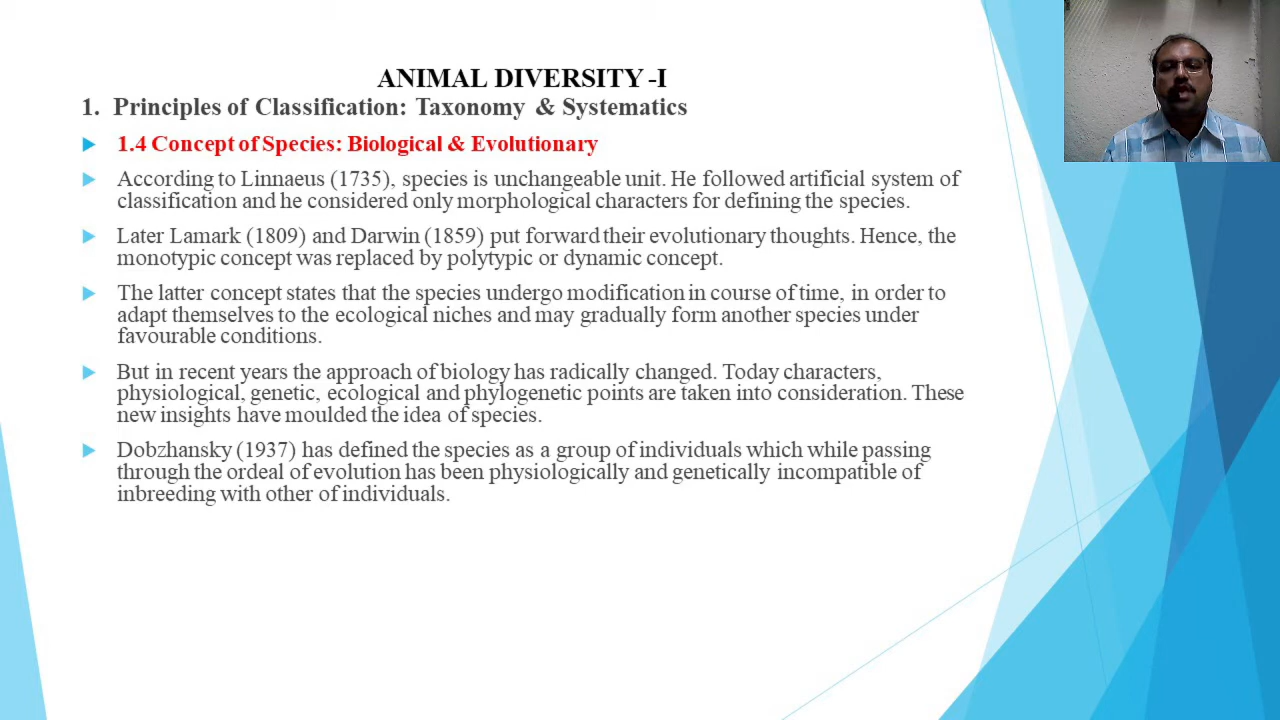 ANIMAL DIVERSITY -I
1. Principles of Classification: Taxonomy & Systematics
1.4 Concept of Species: Biological & Evolutionary
According to Linnaeus (1735), species is unchangeable unit. He followed artificial system of
classification and he considered only morphological characters for defining the species.
Later Lamark (1809) and Darwin (1859) put forward their evolutionary thoughts. Hence, the
monotypic concept was replaced by polytypic or dynamic concept.
The latter concept states that the species undergo modification in course of time, in order to
adapt themselves to the ecological niches and may gradually form another species under
favourable conditions.
But in recent years the approach of biology has radically changed. Today characters,
physiological, genetic, ecological and phylogenetic points are taken into consideration. These
new insights have moulded the idea of species.
Dobzhansky (1937) has defined the species as a group of individuals which while passing
through the ordeal of evolution has been physiologically and genetically incompatible of
inbreeding with other of individuals.